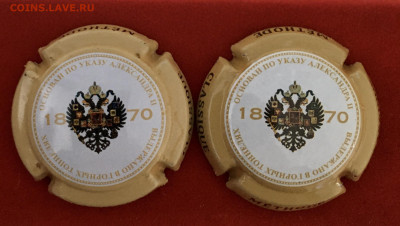 COINS.LAVE.RU
ОСНОВАН ПО УКАЗУ АЛЕКСАНДРА II
18 70
ВЫДЕРЖАНО В ГОРНЫХ ТОННЕЛЯХ
ОСНОВАН ПО УКАЗУ АЛЕКСАНДРА II
18 70
ВЫДЕРЖАНО В ГОРНЫХ ТОННЕЛЯХ